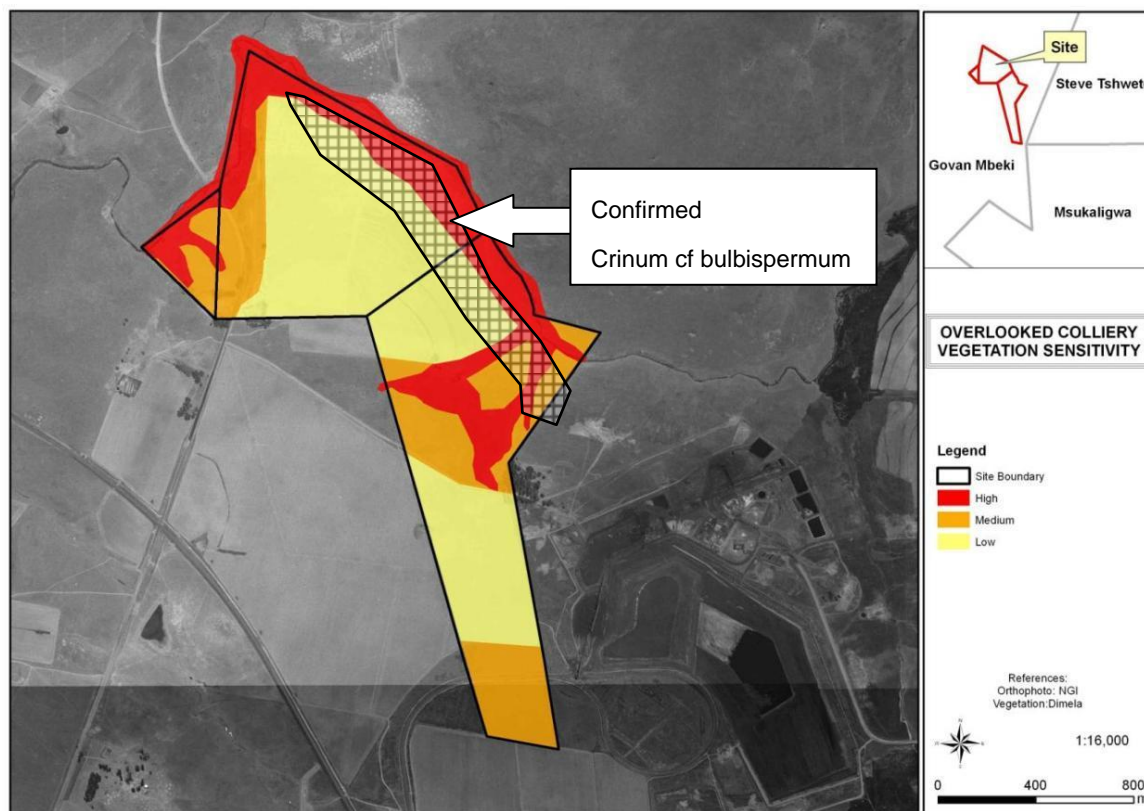 Confirmed
Crinum cf bulbispermum
Site
Steve Tshwet
Govan Mbeki
Msukaligwa
OVERLOOKED COLLIERY
VEGETATION SENSITIVITY
Legend
Site Boundary
High
Medium
Low
References:
Orthophoto: NGI
Vegetation:Dimela
N
1:16,000
0 400 800
m